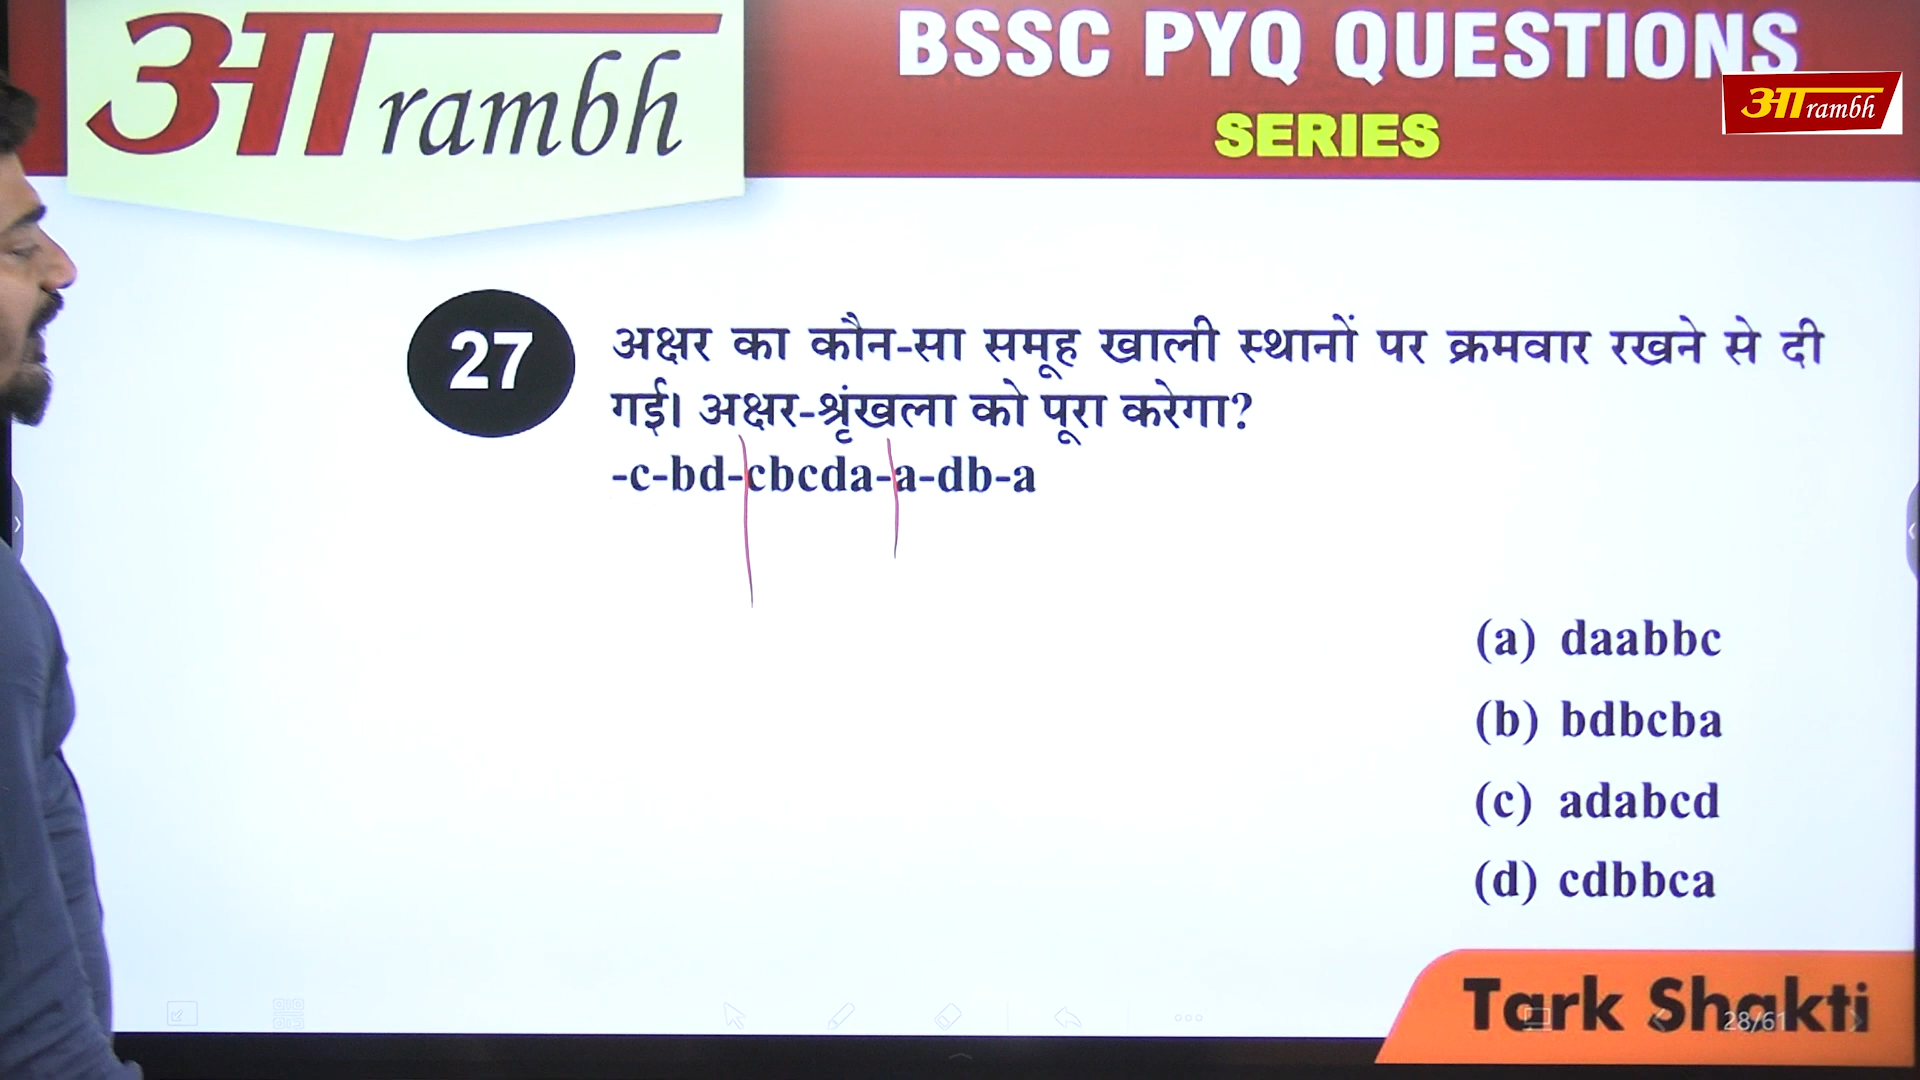 आrambh
BSSC PYQ QUESTIONS
SERIES
आrambh
27
अक्षर का कौन-सा समूह खाली स्थानों पर क्रमवार रखने से दी
गई। अक्षर-श्रृंखला को पूरा करेगा?
-c-bd-cbcda-a-db-a
(a) daabbc
(b) bdbcba
(c) adabcd
(d) cdbbca
Tark Shakti
28/61